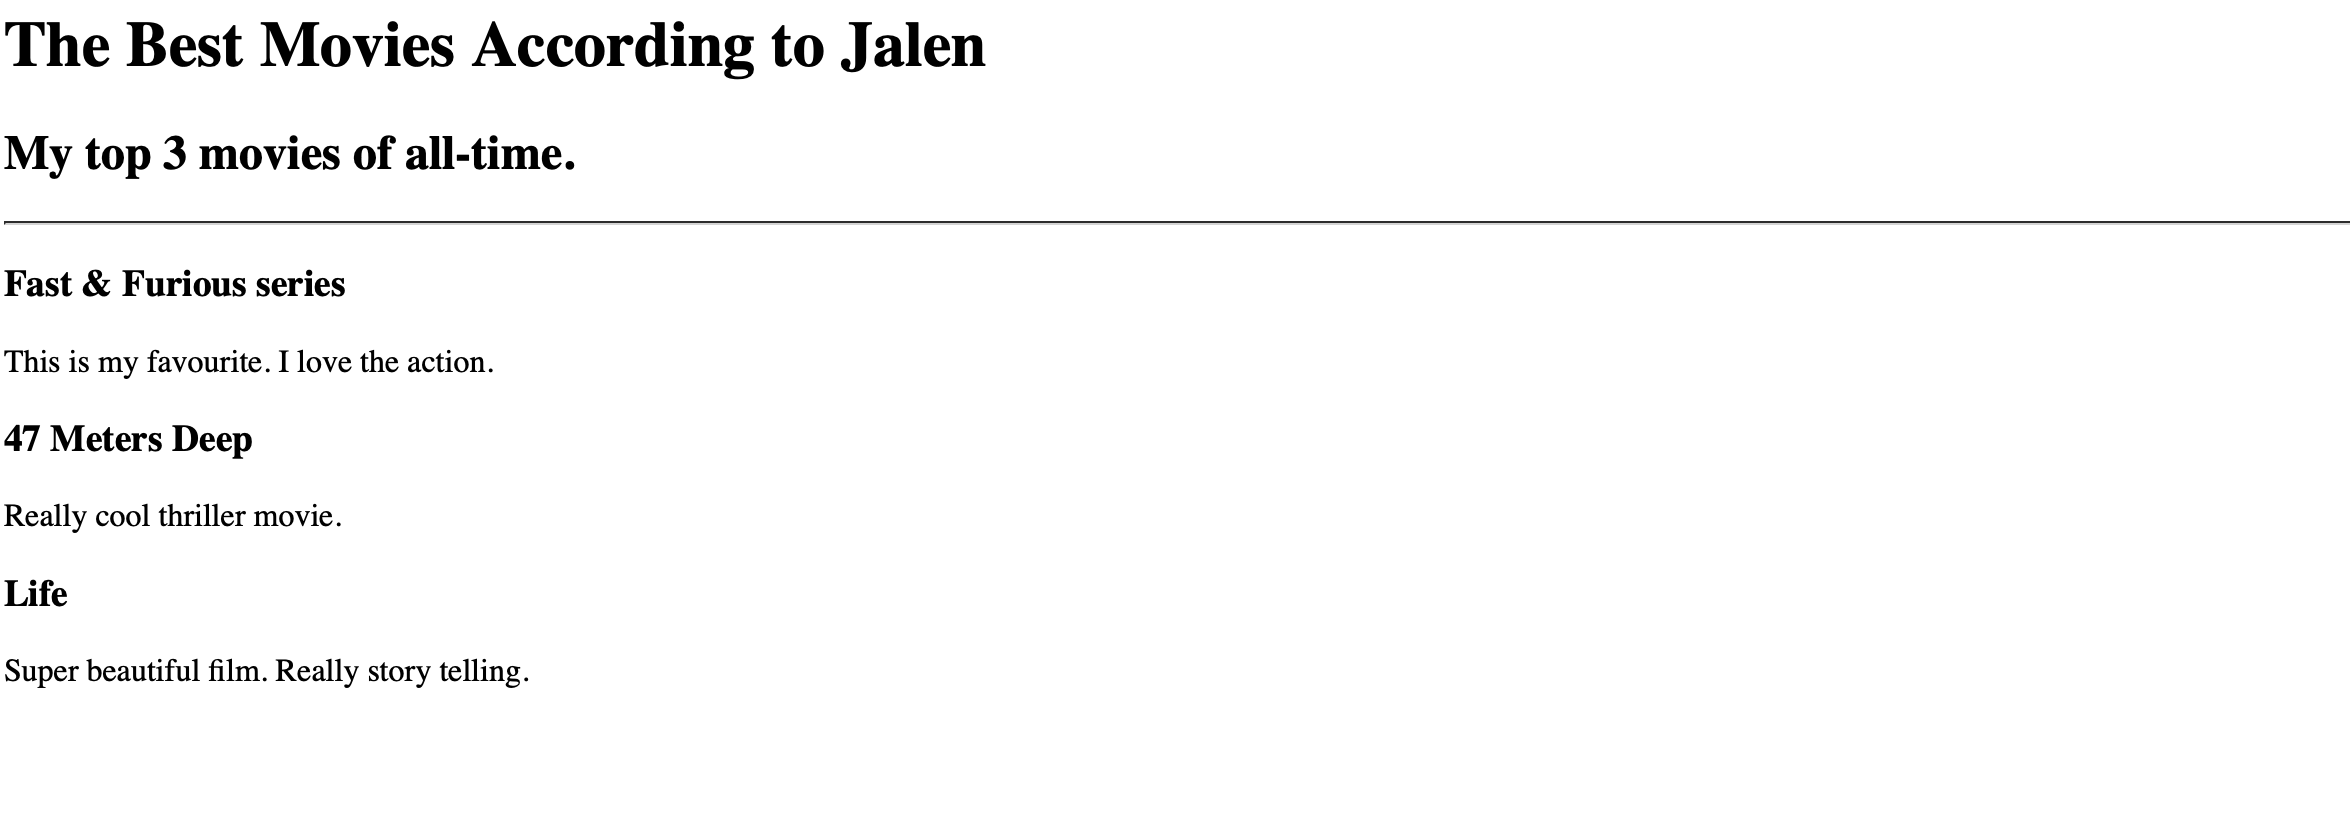 The Best Movies According to Jalen
My top 3 movies of all-time.
Fast & Furious series
This is my favourite. I love the action.
47 Meters Deep
Really cool thriller movie.
Life
Super beautiful film. Really story telling.